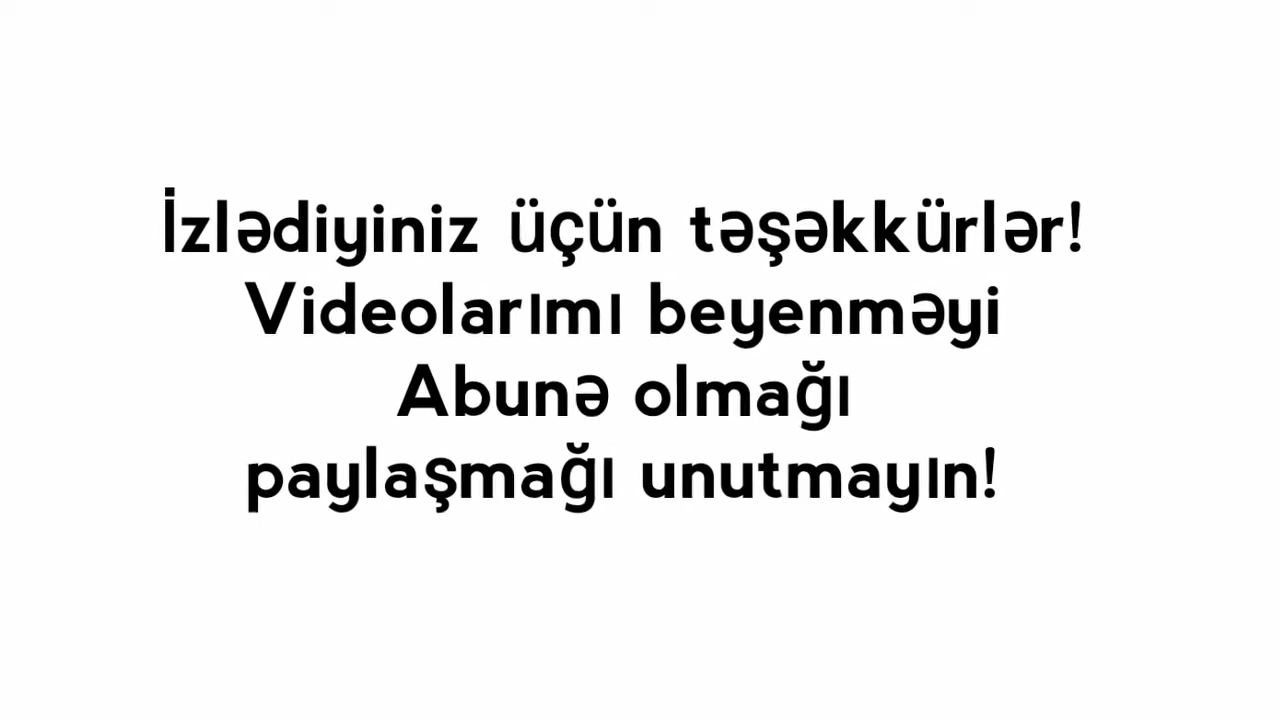 İzlədiyiniz üçün təşəkkürlər!
Videolarımı beyenməyi
Abunə olmağı
paylaşmağı unutmayın!